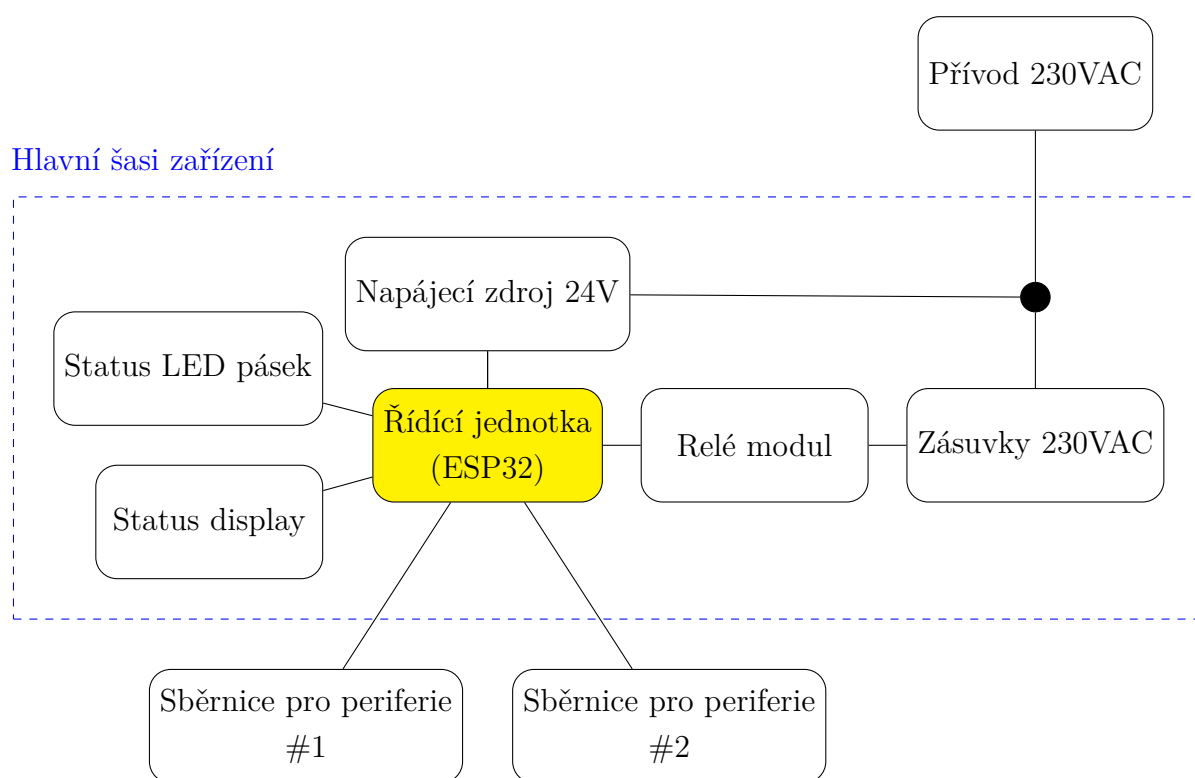 Přívod 230VAC
Hlavní šasi zařízení
Napájecí zdroj 24V
Status LED pásek
Řídící jednotka
(ESP32)
Relé modul
Zásuvky 230VAC
Status display
Sběrnice pro periferie
#1
Sběrnice pro periferie
#2